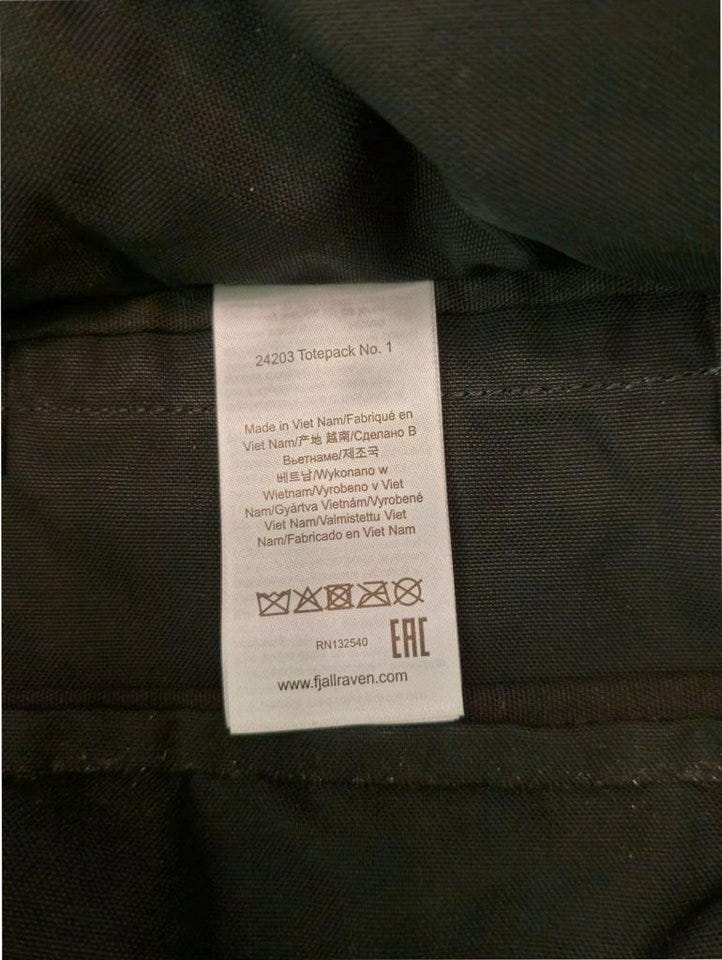 24203 Totepack No. 1
Made in Viet Nam/Fabriqué en
Viet Nam/产地 越南/Сделано В
Вьетнаме/제조국
베트남/Wykonano w
Wietnam/Vyrobeno v Viet
Nam/Gyártva Vietnám/Vyrobené
Viet Nam/Valmistettu Viet
Nam/Fabricado en Viet Nam
RN132540 EAC
www.fjallraven.com